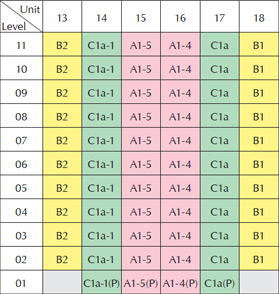 Unit 13 14 15 16 17 18
Level
11 B2 C1a-1 A1-5 A1-4 C1a B1
10 B2 C1a-1 A1-5 A1-4 C1a B1
09 B2 C1a-1 A1-5 A1-4 C1a B1
08 B2 C1a-1 A1-5 A1-4 C1a B1
07 B2 C1a-1 A1-5 A1-4 C1a B1
06 B2 C1a-1 A1-5 A1-4 C1a B1
05 B2 C1a-1 A1-5 A1-4 C1a B1
04 B2 C1a-1 A1-5 A1-4 C1a B1
03 B2 C1a-1 A1-5 A1-4 C1a B1
02 B2 C1a-1 A1-5 A1-4 C1a B1
01 C1a-1(P) A1-5(P) A1-4(P) C1a(P)